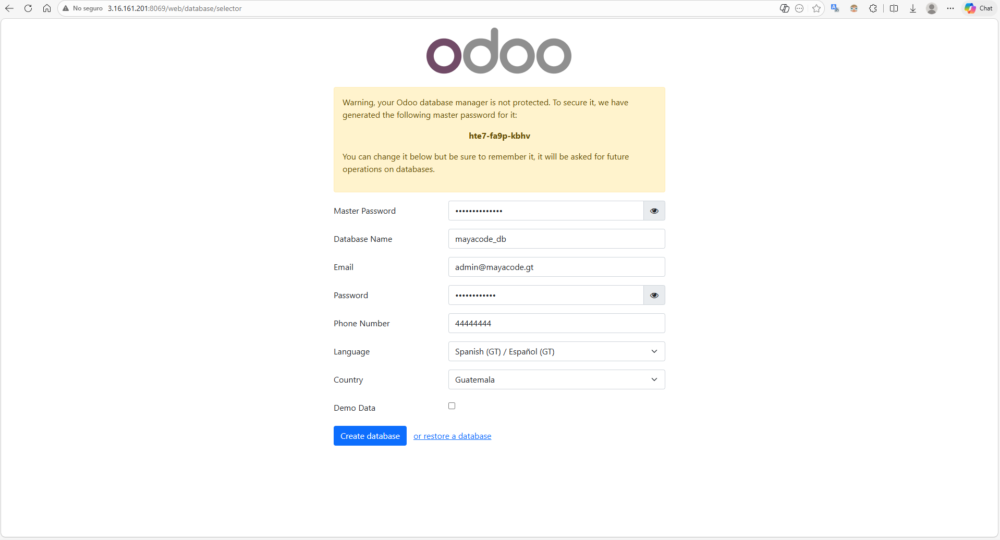 No seguro
3.16.161.201:8069/web/database/selector
Chat
odoo
Warning, your Odoo database manager is not protected. To secure it, we have
generated the following master password for it:
hte7-fa9p-kbhv
You can change it below but be sure to remember it, it will be asked for future
operations on databases.
Master Password
••••••••••••••
Database Name
mayacode_db
Email
admin@mayacode.gt
Password
••••••••••••
Phone Number
44444444
Language
Spanish (GT) / Español (GT)
Country
Guatemala
Demo Data
Create database
or restore a database